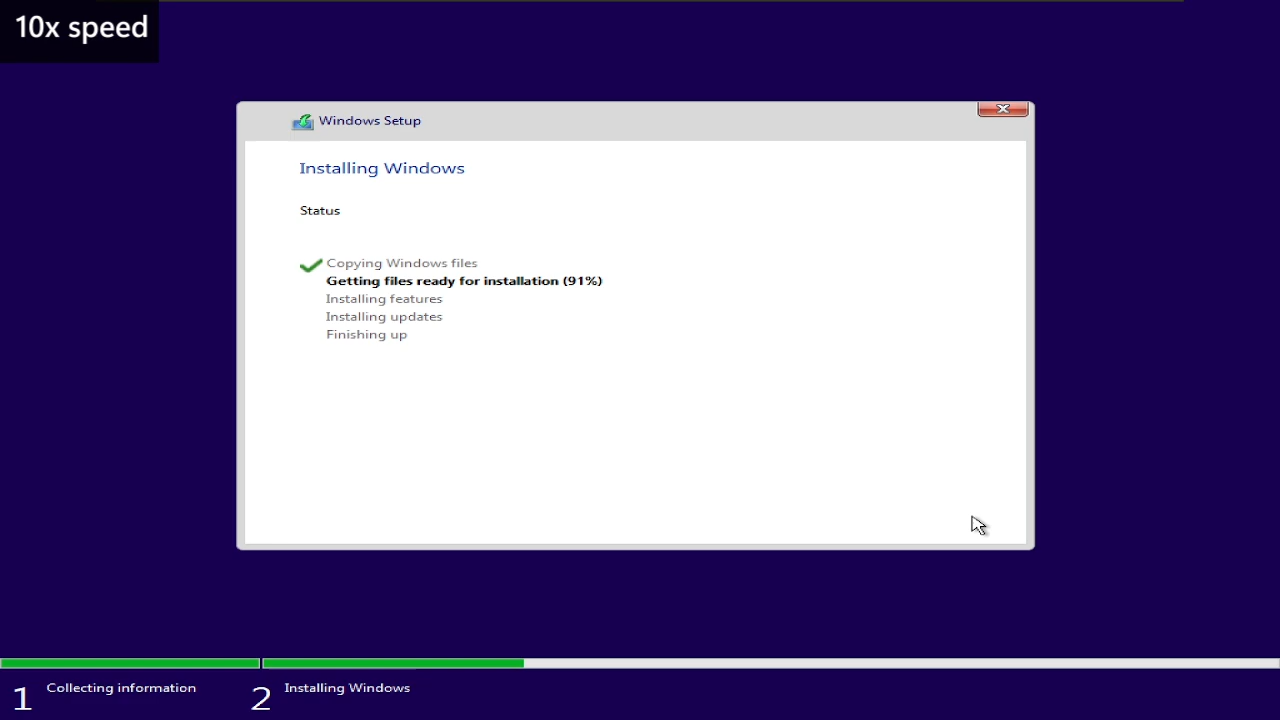 10x speed
Windows Setup
Installing Windows
Status
Copying Windows files
Getting files ready for installation (91%)
Installing features
Installing updates
Finishing up
1 Collecting information
2 Installing Windows